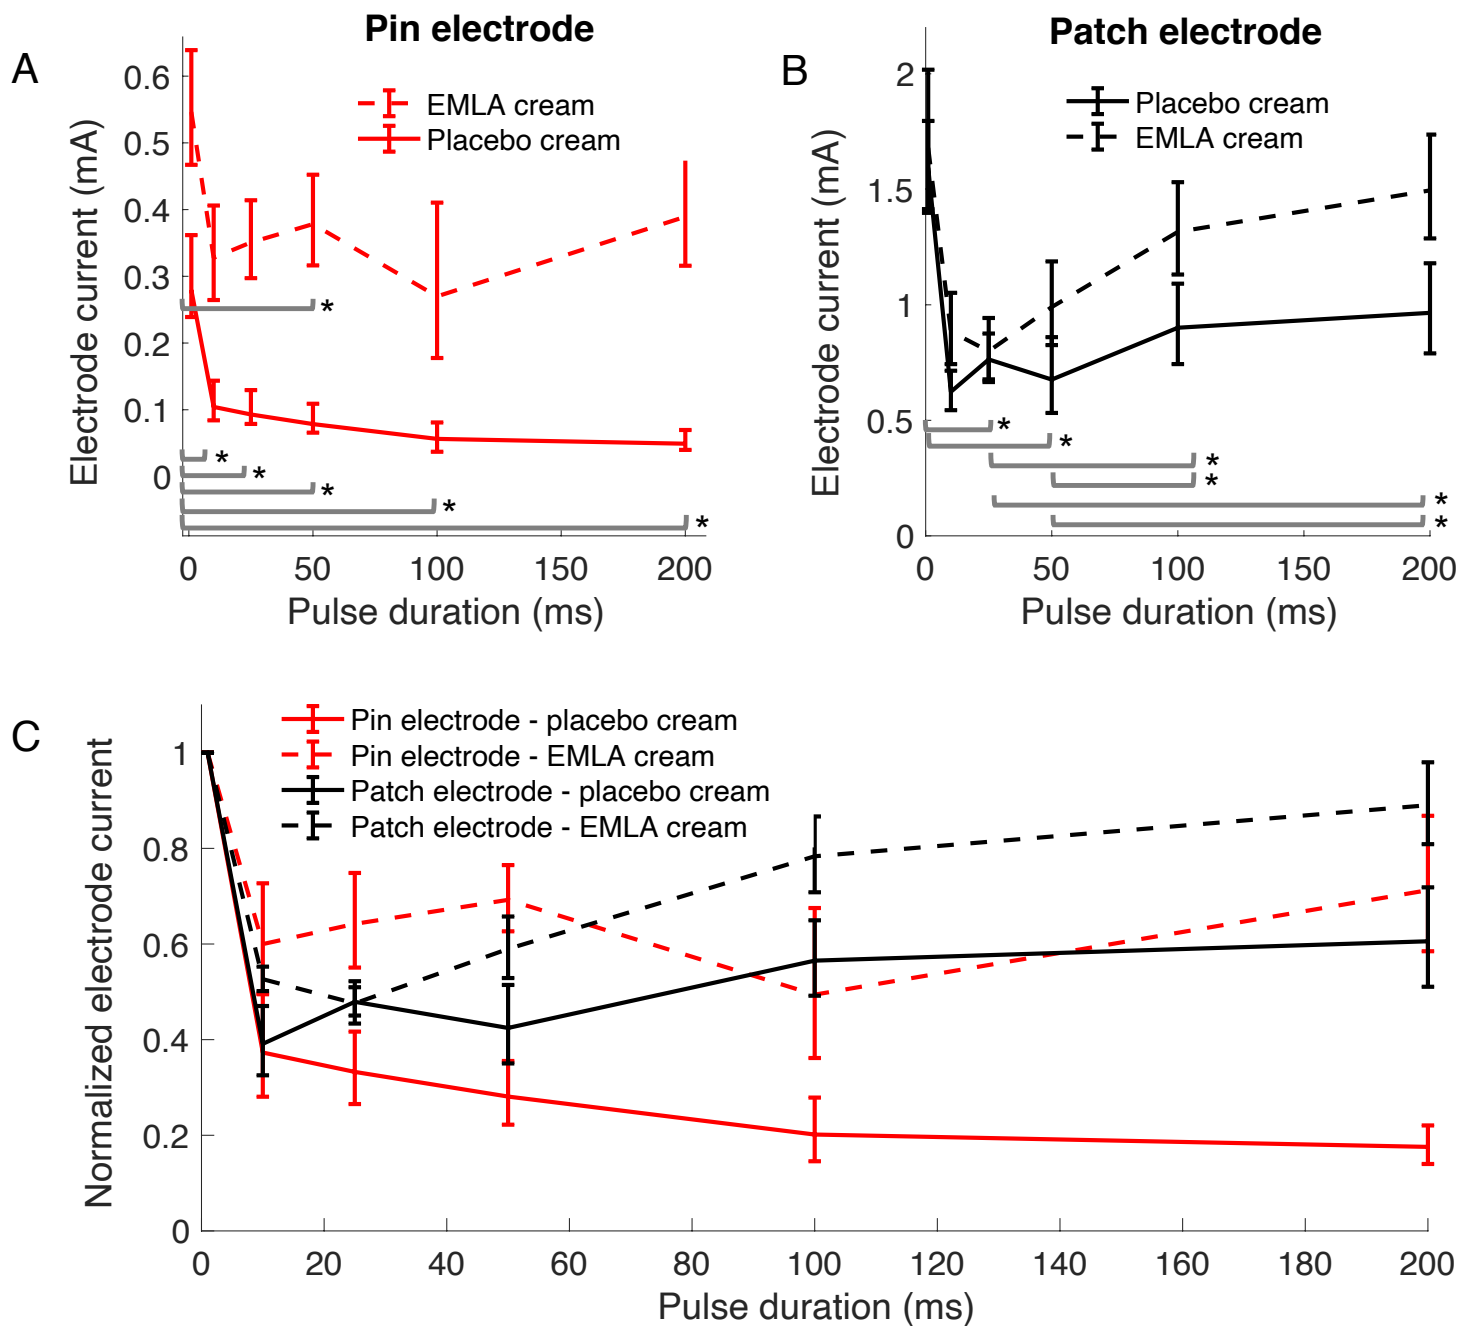 A
Pin electrode
EMLA cream
Placebo cream
Electrode current (mA)
0.6
0.5
0.4
0.3
0.2
0.1
0
*
*
*
*
*
*
0 50 100 150 200
Pulse duration (ms)
B
Patch electrode
Placebo cream
EMLA cream
Electrode current (mA)
2
1.5
1
0.5
0
*
*
*
*
*
*
0 50 100 150 200
Pulse duration (ms)
C
Pin electrode - placebo cream
Pin electrode - EMLA cream
Patch electrode - placebo cream
Patch electrode - EMLA cream
Normalized electrode current
1
0.8
0.6
0.4
0.2
0
0 20 40 60 80 100 120 140 160 180 200
Pulse duration (ms)